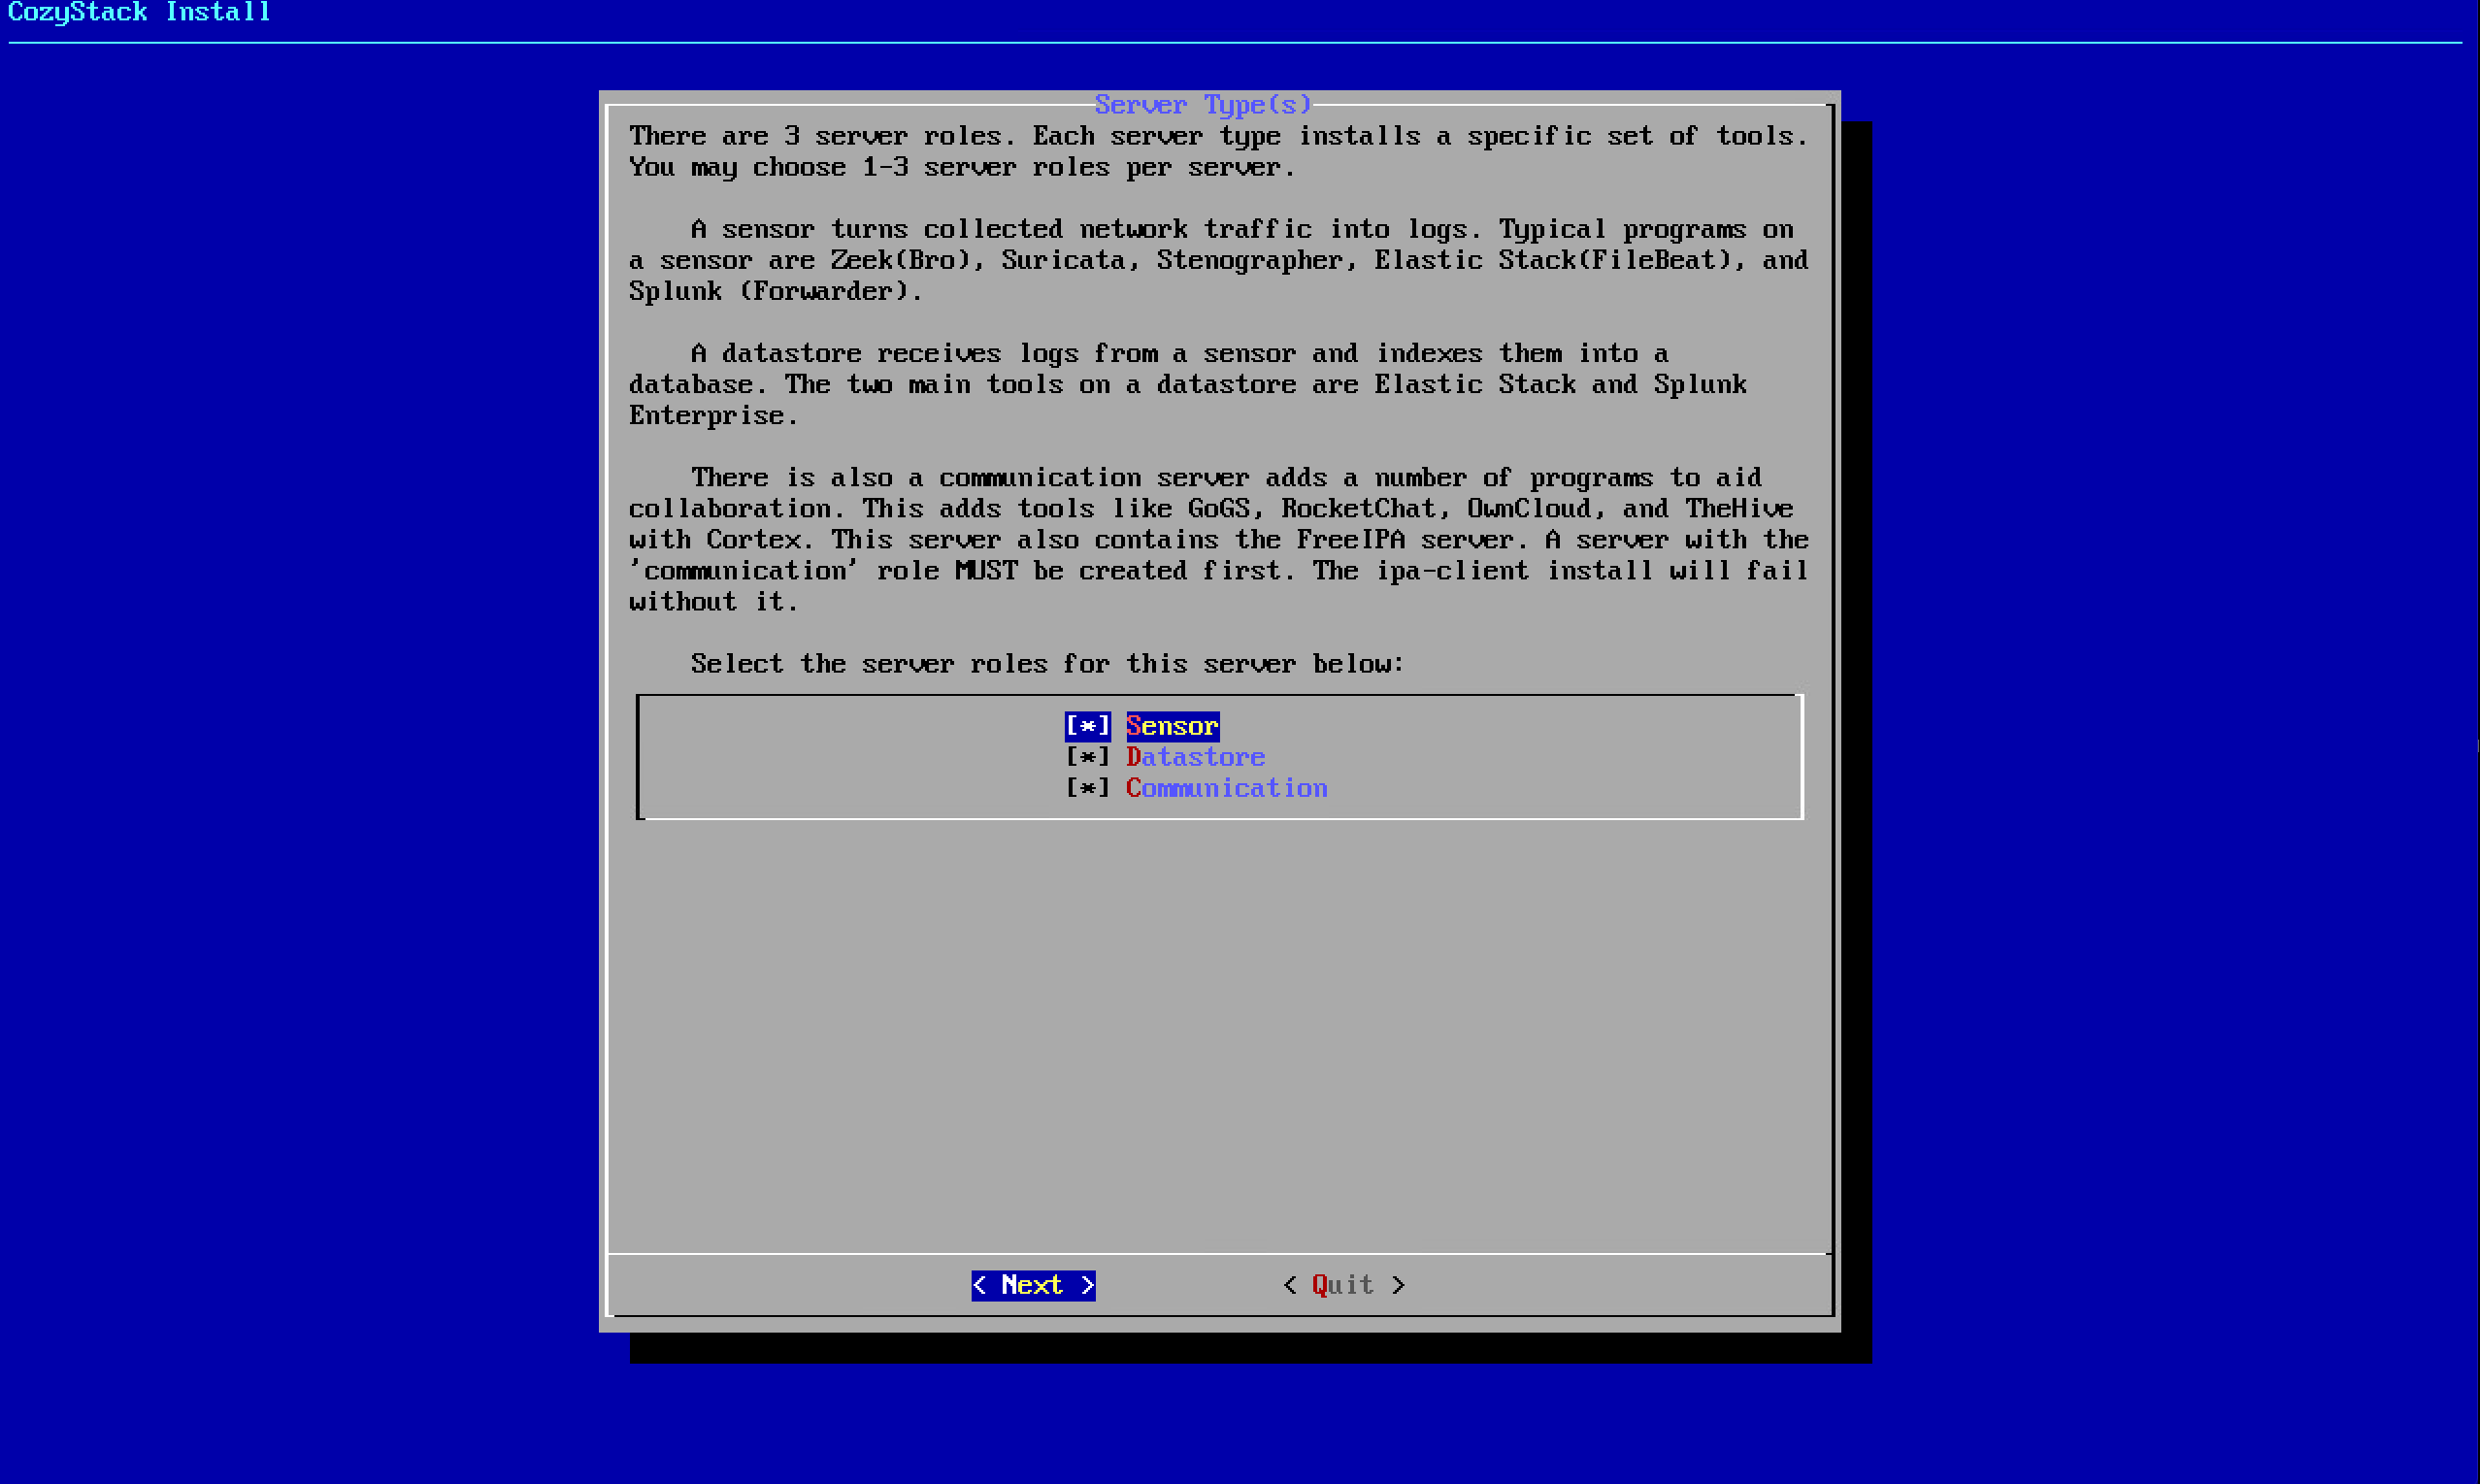 CozyStack Install
Server Type(s)
There are 3 server roles. Each server type installs a specific set of tools.
You may choose 1-3 server roles per server.
A sensor turns collected network traffic into logs. Typical programs on
a sensor are Zeek(Bro), Suricata, Stenographer, Elastic Stack(FileBeat), and
Splunk (Forwarder).
A datastore receives logs from a sensor and indexes them into a
database. The two main tools on a datastore are Elastic Stack and Splunk
Enterprise.
There is also a communication server adds a number of programs to aid
collaboration. This adds tools like GoGS, RocketChat, OwnCloud, and TheHive
with Cortex. This server also contains the FreeIPA server. A server with the
'communication' role MUST be created first. The ipa-client install will fail
without it.
Select the server roles for this server below:
[*] Sensor
[*] Datastore
[*] Communication
< Next > < Quit >